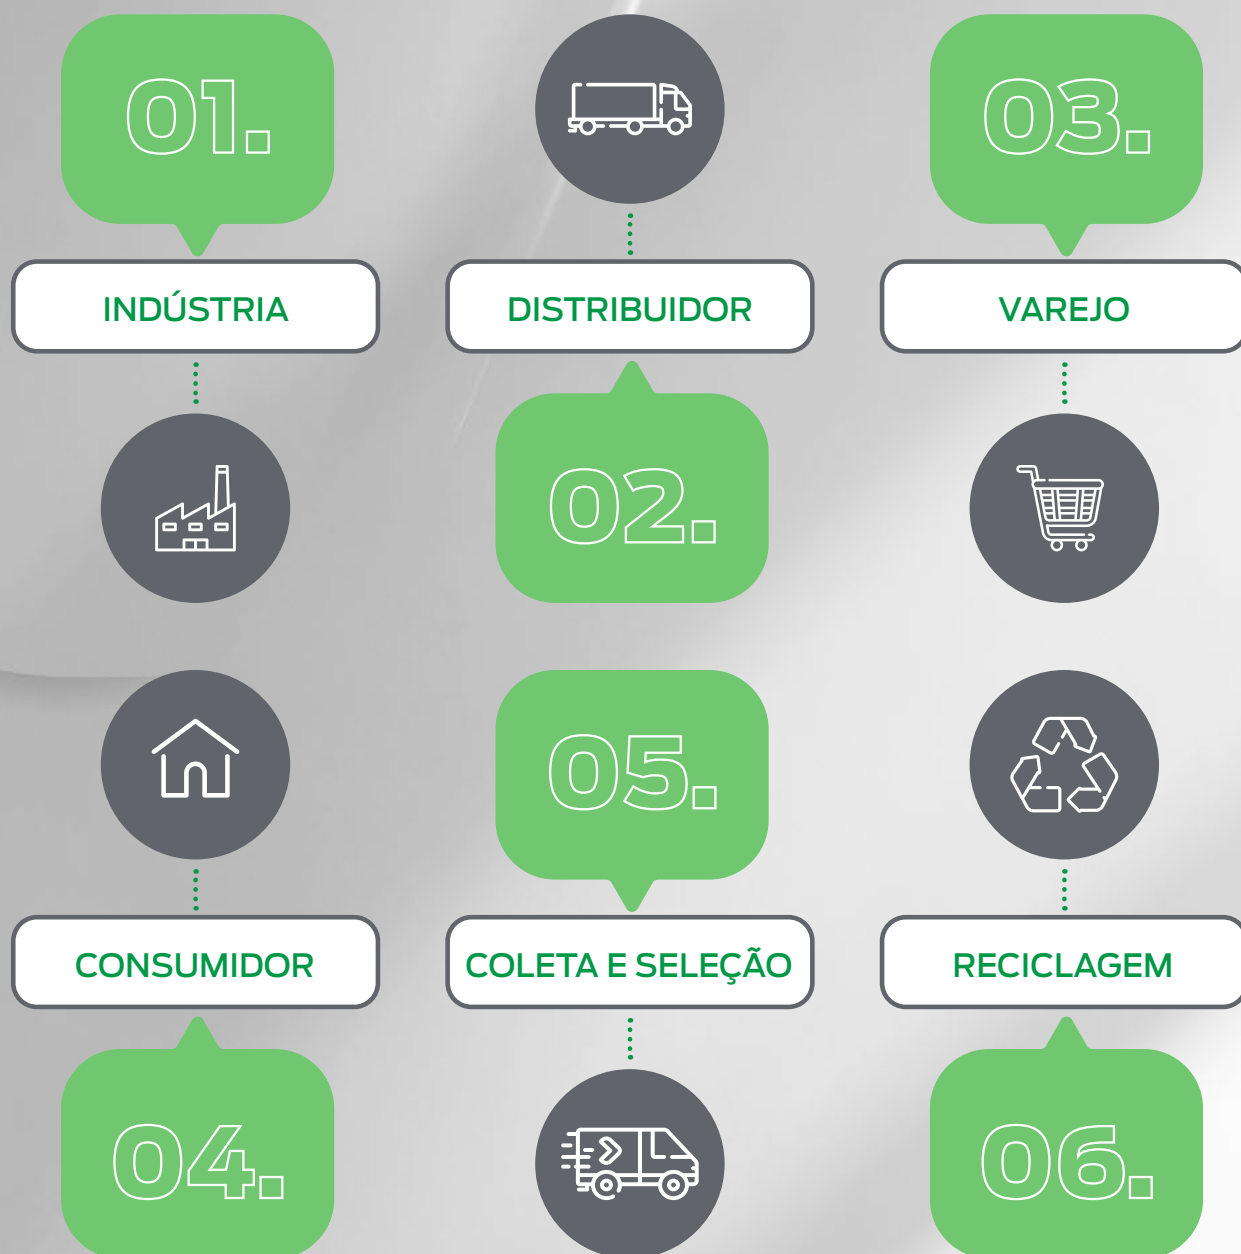 01.
INDÚSTRIA
DISTRIBUIDOR
02.
03.
VAREJO
CONSUMIDOR
04.
05.
COLETA E SELEÇÃO
RECICLAGEM
06.